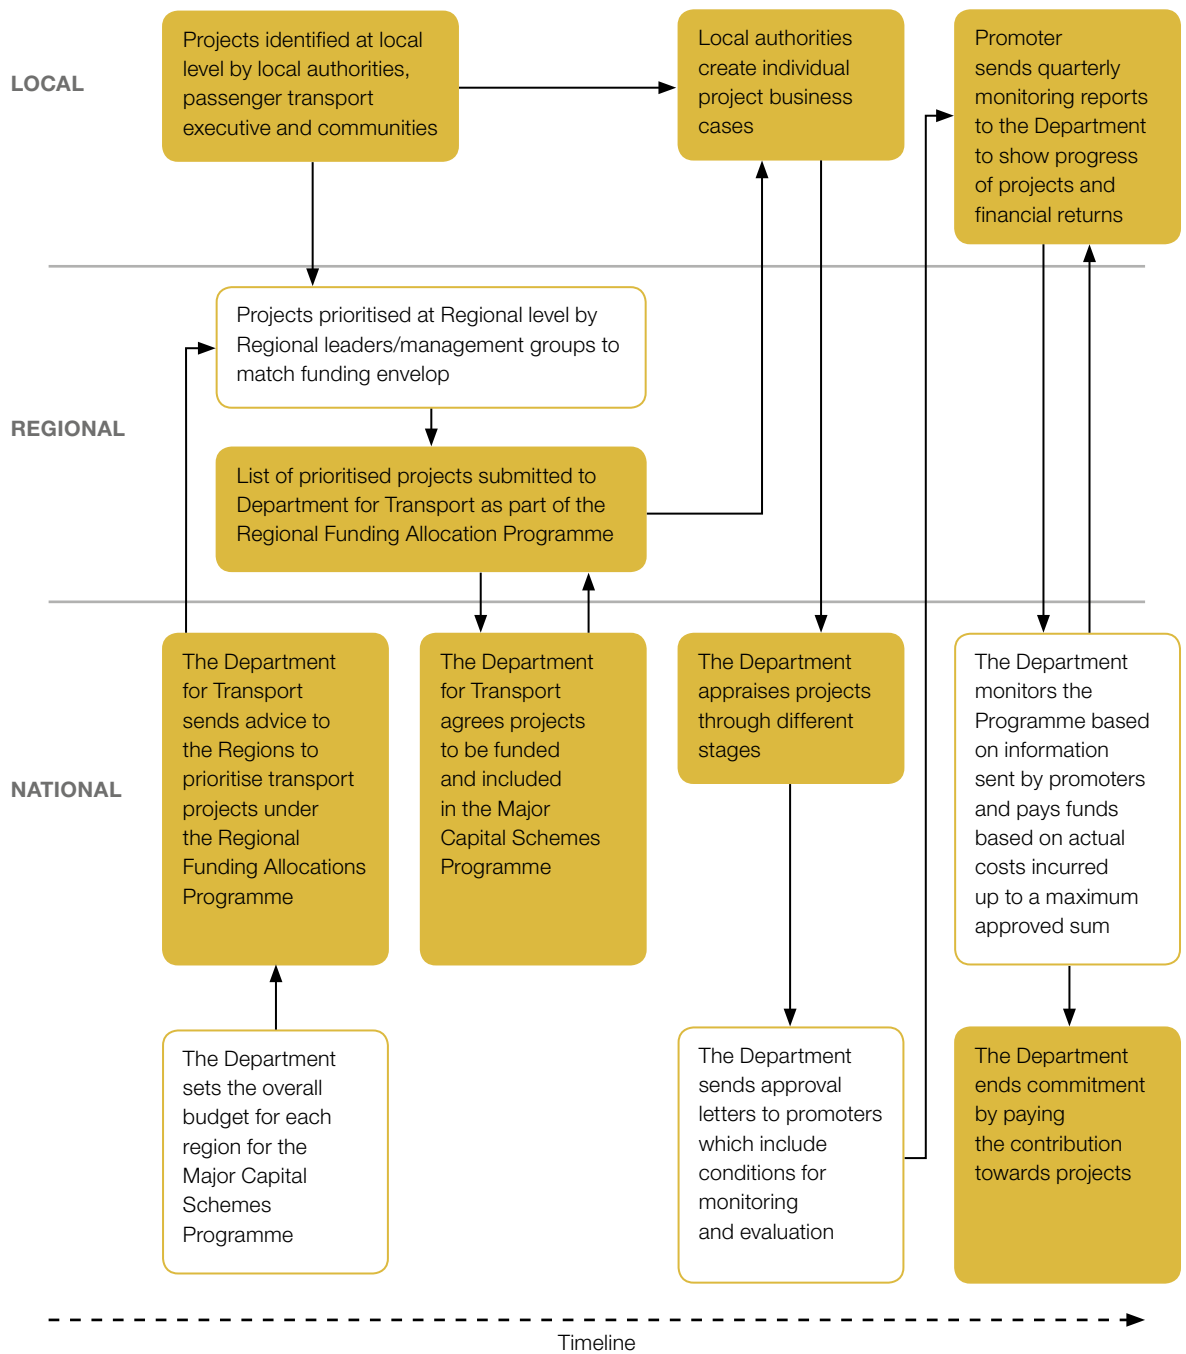 LOCAL
Projects identified at local
level by local authorities,
passenger transport
executive and communities
Local authorities
create individual
project business
cases
Promoter
sends quarterly
monitoring reports
to the Department
to show progress
of projects and
financial returns
REGIONAL
Projects prioritised at Regional level by
Regional leaders/management groups to
match funding envelop
List of prioritised projects submitted to
Department for Transport as part of the
Regional Funding Allocation Programme
NATIONAL
The Department
for Transport
sends advice to
the Regions to
prioritise transport
projects under
the Regional
Funding Allocations
Programme
The Department
for Transport
agrees projects
to be funded
and included
in the Major
Capital Schemes
Programme
The Department
appraises projects
through different
stages
The Department
monitors the
Programme based
on information
sent by promoters
and pays funds
based on actual
costs incurred
up to a maximum
approved sum
The Department
sets the overall
budget for each
region for the
Major Capital
Schemes
Programme
The Department
sends approval
letters to promoters
which include
conditions for
monitoring
and evaluation
The Department
ends commitment
by paying
the contribution
towards projects
Timeline